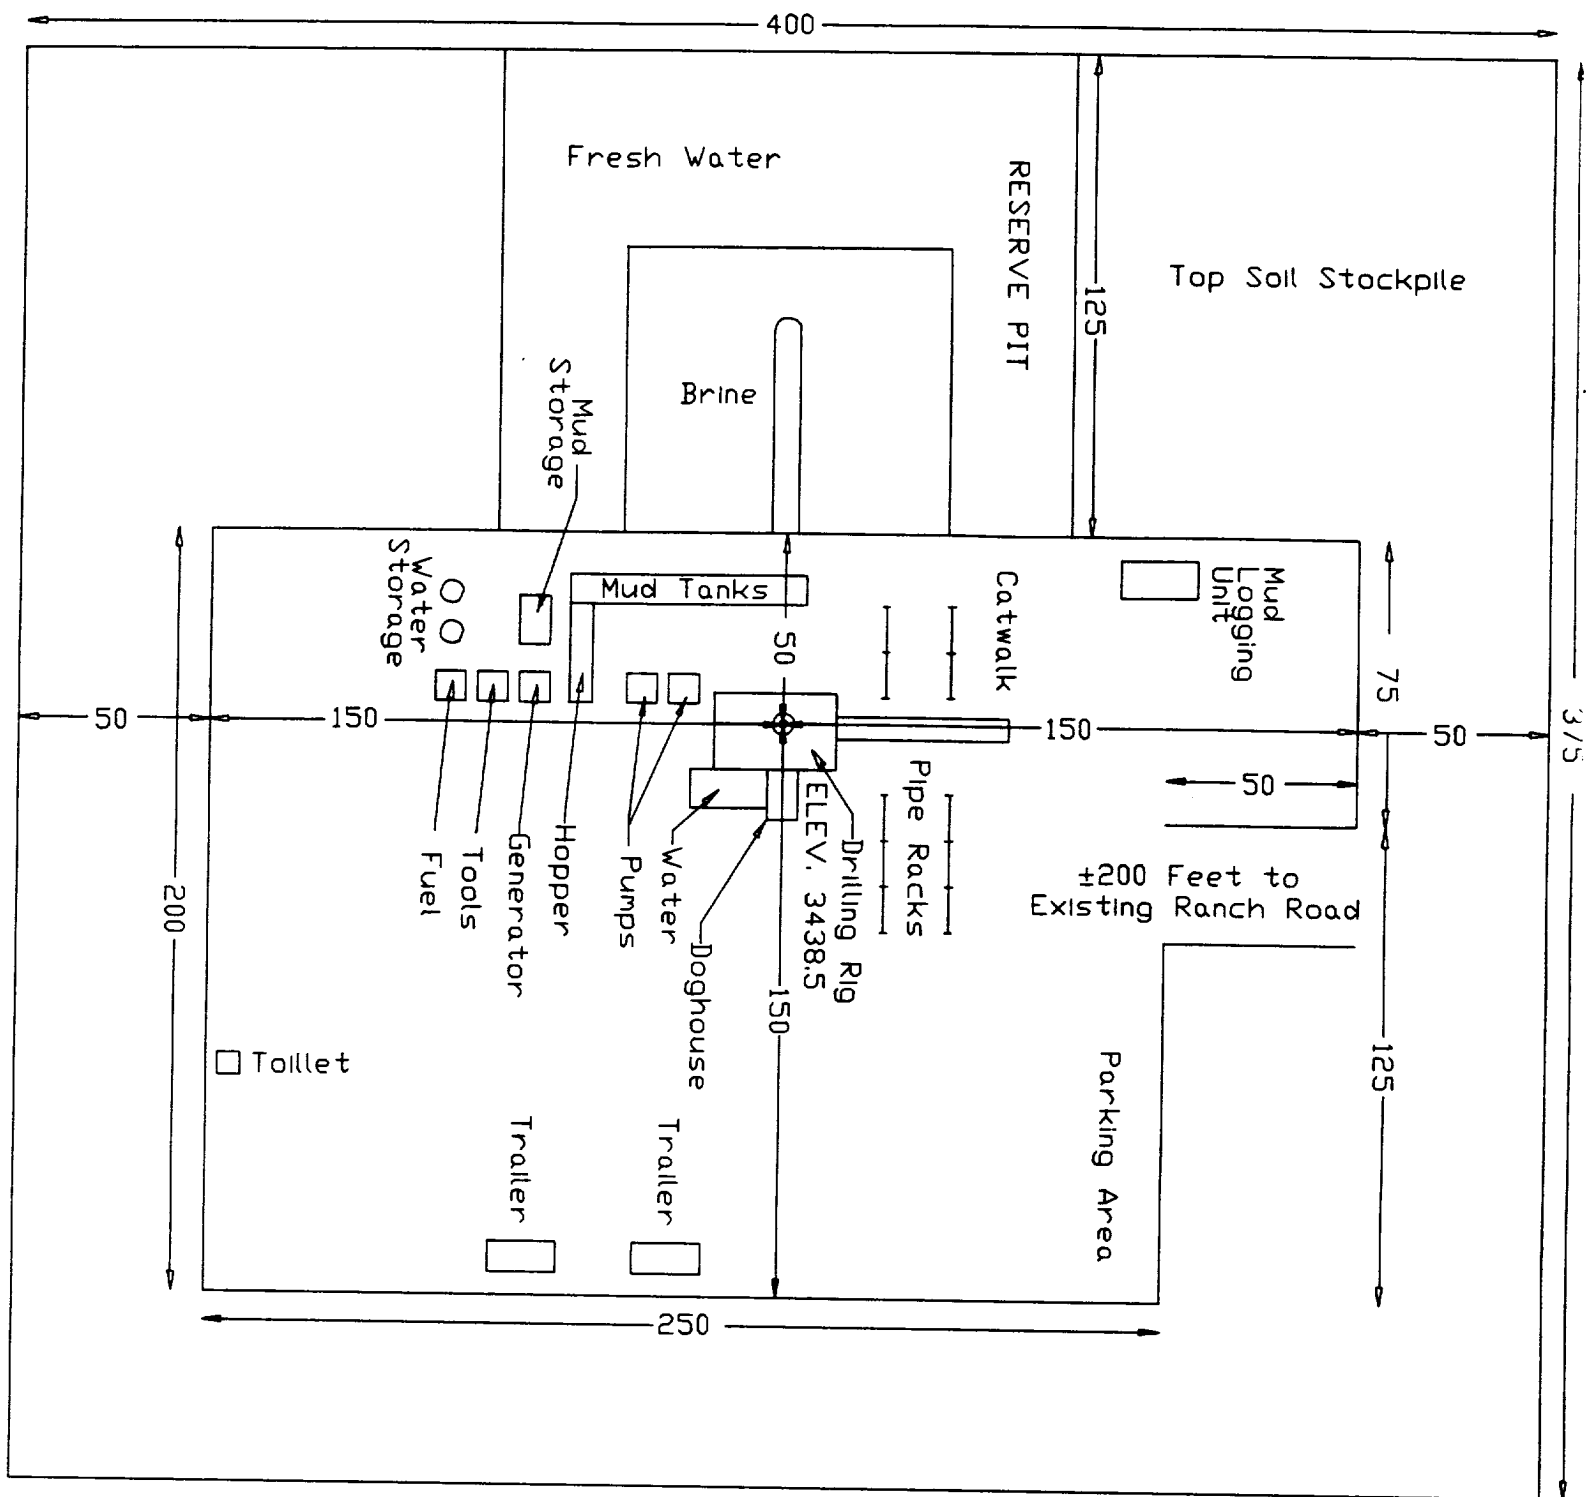 400
Fresh Water
RESERVE PIT
125
Top Soil Stockpile
Brine
Mud
Storage
Water
Storage
Mud Tanks
50
Catwalk
Mud
Logging
Unit
75
375
50
150
150
50
50
Fuel
Tools
Generator
Hopper
Pumps
Water
Doghouse
ELEV. 3438.5
Drilling Rig
Pipe Racks
±200 Feet to
Existing Ranch Road
200
150
125
Toillet
Trailer
Trailer
Parking Area
250